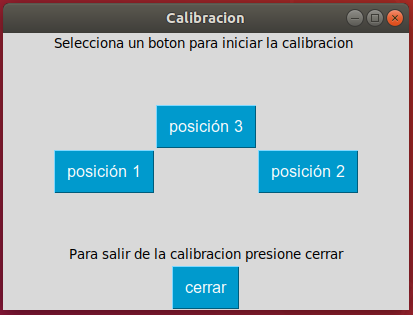 Calibracion
Selecciona un boton para iniciar la calibracion
posición 3
posición 1
posición 2
Para salir de la calibracion presione cerrar
cerrar